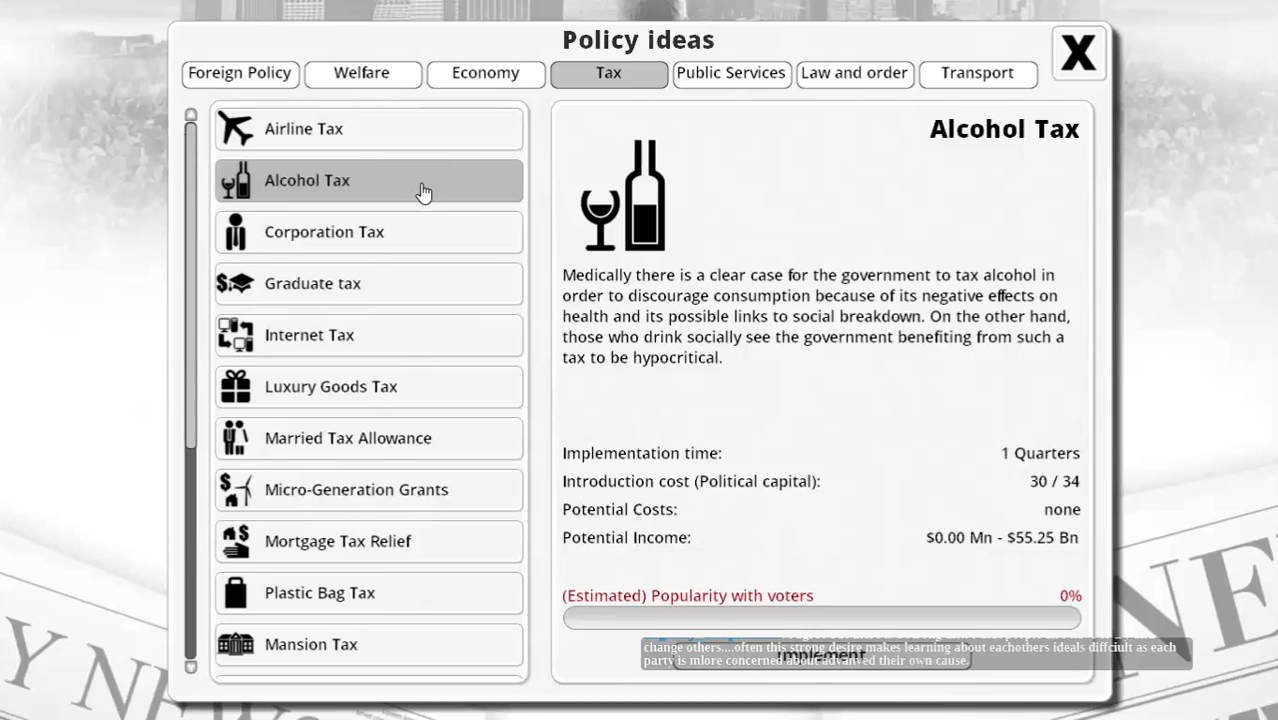 Policy ideas
X
Foreign Policy
Welfare
Economy
Tax
Public Services
Law and order
Transport
Airline Tax
Alcohol Tax
Corporation Tax
Graduate tax
Internet Tax
Luxury Goods Tax
Married Tax Allowance
Micro-Generation Grants
Mortgage Tax Relief
Plastic Bag Tax
Mansion Tax
Alcohol Tax
Medically there is a clear case for the government to tax alcohol in
order to discourage consumption because of its negative effects on
health and its possible links to social breakdown. On the other hand,
those who drink socially see the government benefiting from such a
tax to be hypocritical.
Implementation time: 1 Quarters
Introduction cost (Political capital): 30 / 34
Potential Costs: none
Potential Income: $0.00 Mn - $55.25 Bn
(Estimated) Popularity with voters 0%
Implement
change others....often this strong desire makes learning about eachothers ideals diffciult as each
party is mlore concerned about advanved their own cause.
NEW
Y NEWS